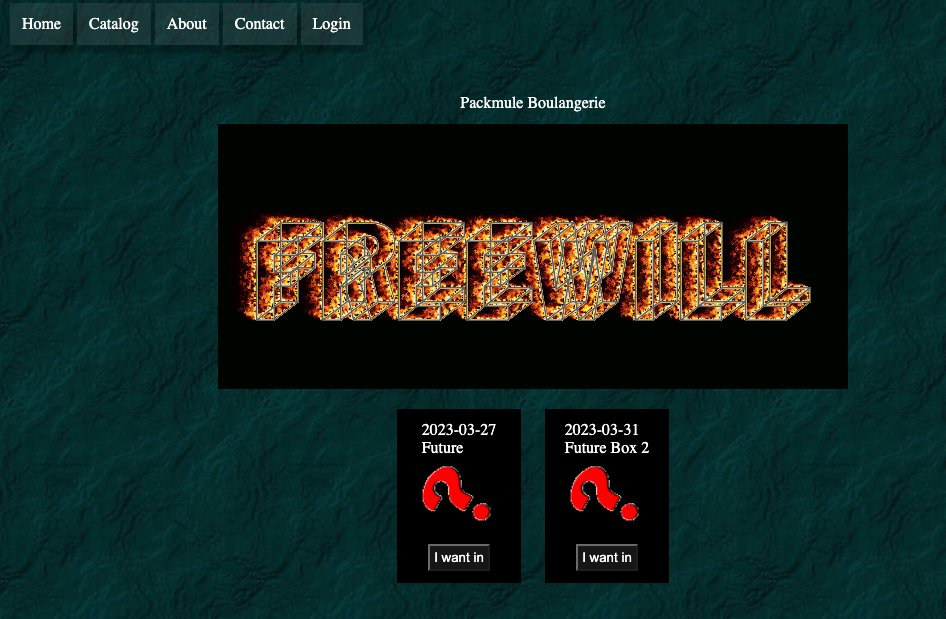 Home Catalog About Contact Login
Packmule Boulangerie
FREEWILL
2023-03-27
Future
?
I want in
2023-03-31
Future Box 2
?
I want in